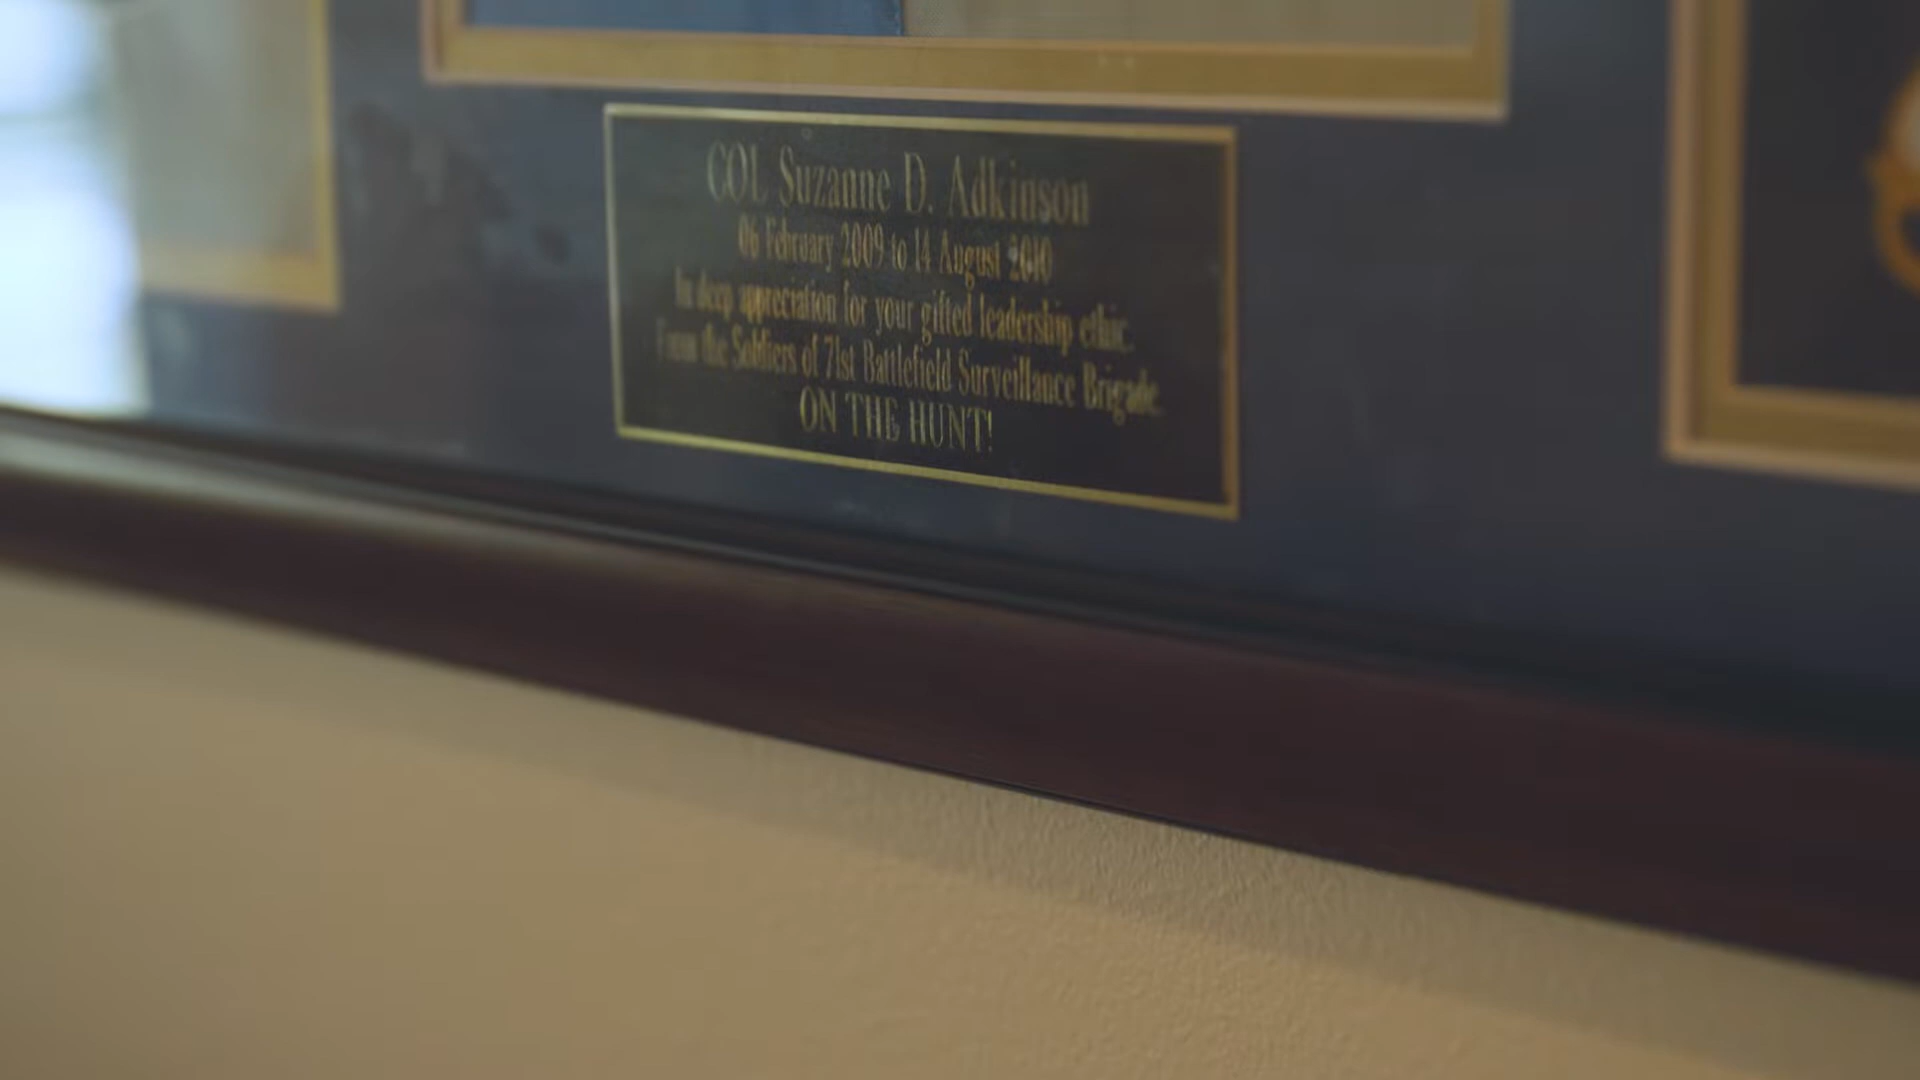 COL Suzanne D. Adkinson
06 February 2009 to 14 August 2010
In deep appreciation for your gifted leadership ethic.
From the Soldiers of 71st Battlefield Surveillance Brigade.
ON THE HUNT!